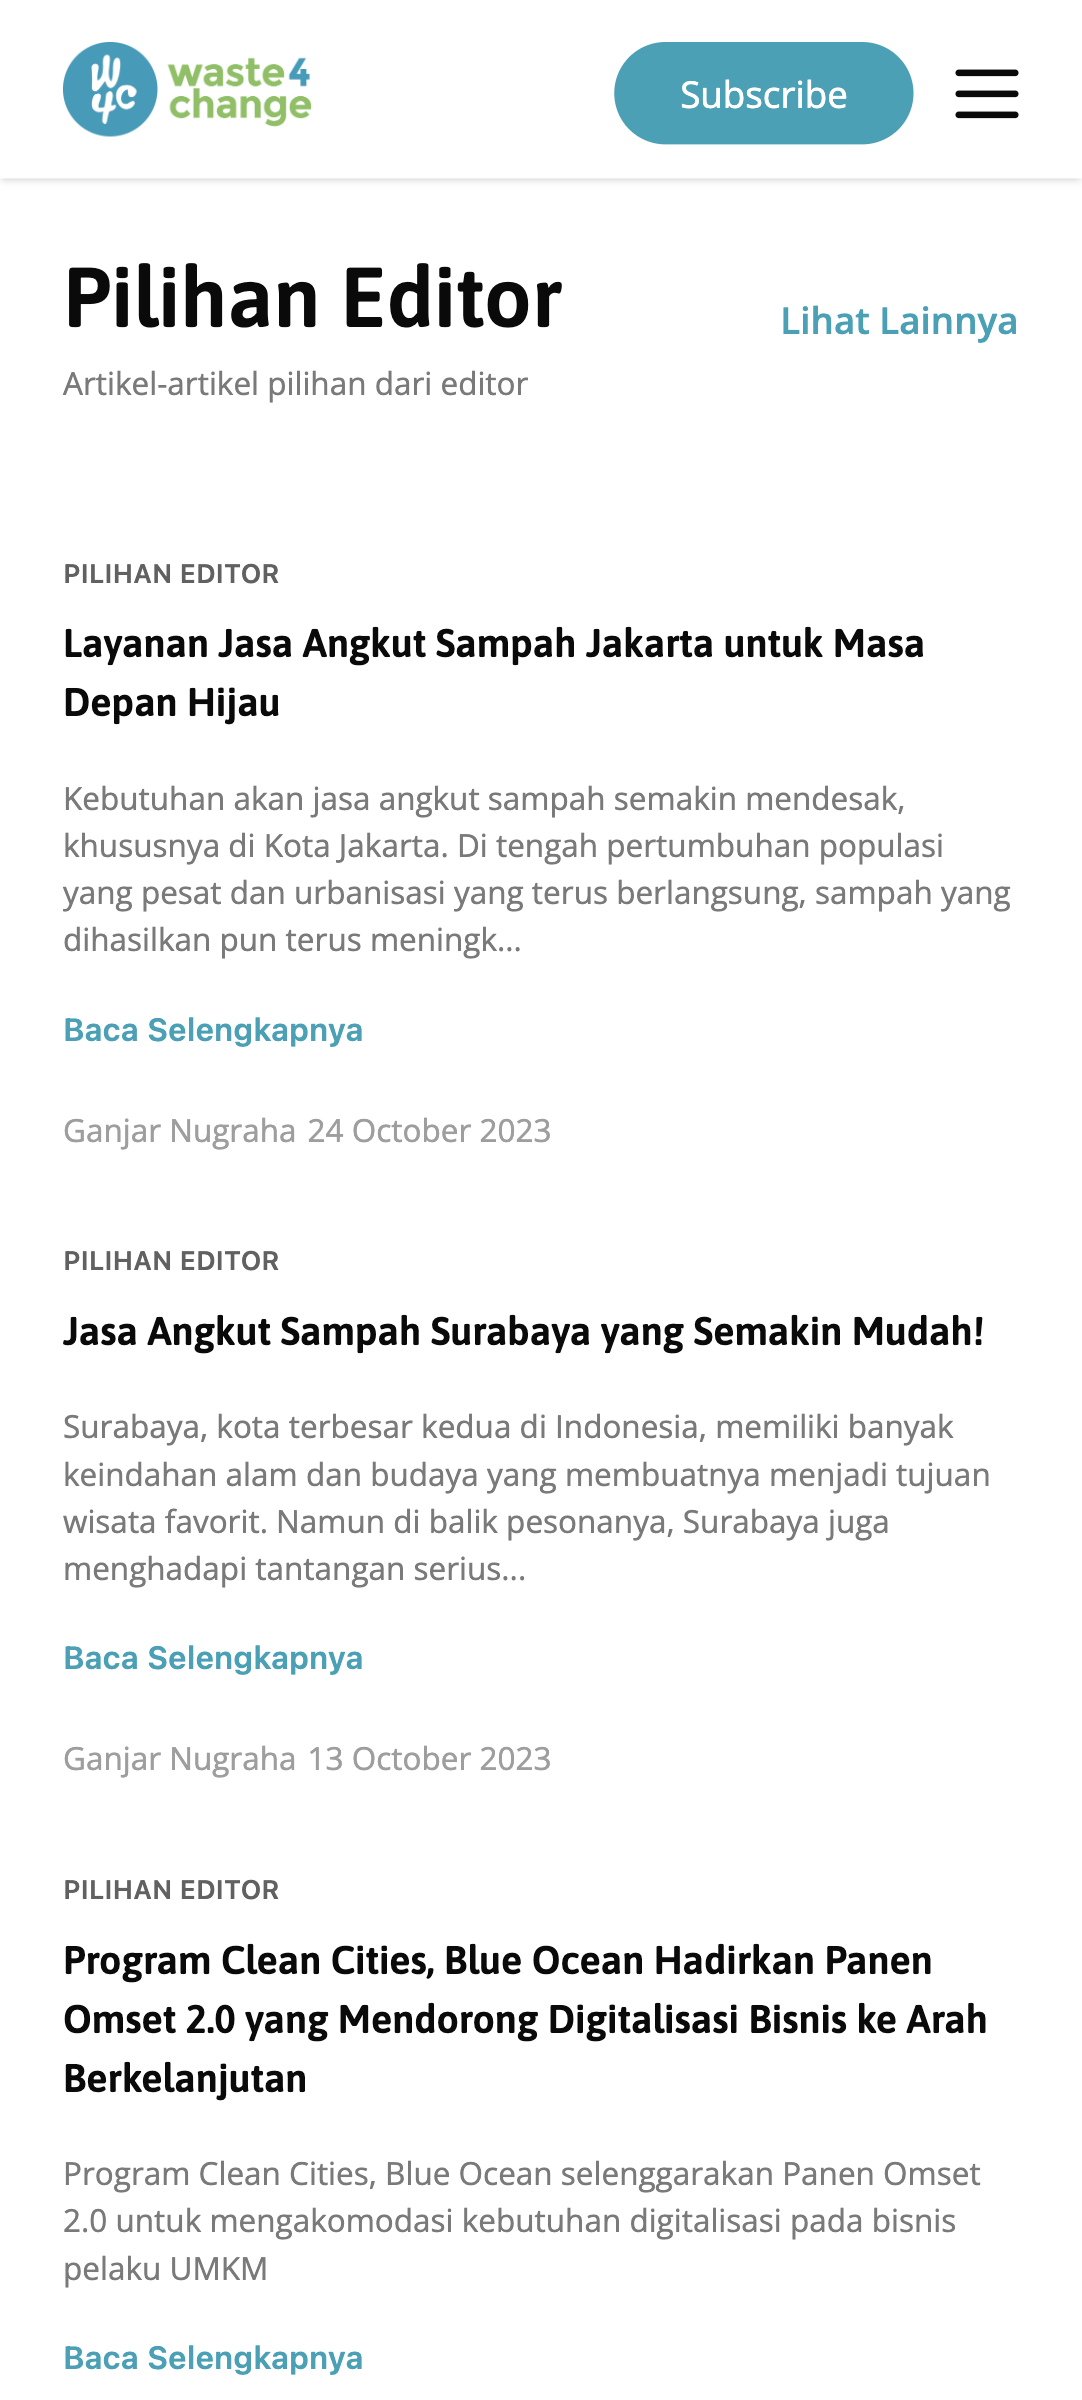 W4C waste4
change
Subscribe
Pilihan Editor
Lihat Lainnya
Artikel-artikel pilihan dari editor
PILIHAN EDITOR
Layanan Jasa Angkut Sampah Jakarta untuk Masa
Depan Hijau
Kebutuhan akan jasa angkut sampah semakin mendesak,
khususnya di Kota Jakarta. Di tengah pertumbuhan populasi
yang pesat dan urbanisasi yang terus berlangsung, sampah yang
dihasilkan pun terus meningk...
Baca Selengkapnya
Ganjar Nugraha 24 October 2023
PILIHAN EDITOR
Jasa Angkut Sampah Surabaya yang Semakin Mudah!
Surabaya, kota terbesar kedua di Indonesia, memiliki banyak
keindahan alam dan budaya yang membuatnya menjadi tujuan
wisata favorit. Namun di balik pesonanya, Surabaya juga
menghadapi tantangan serius...
Baca Selengkapnya
Ganjar Nugraha 13 October 2023
PILIHAN EDITOR
Program Clean Cities, Blue Ocean Hadirkan Panen
Omset 2.0 yang Mendorong Digitalisasi Bisnis ke Arah
Berkelanjutan
Program Clean Cities, Blue Ocean selenggarakan Panen Omset
2.0 untuk mengakomodasi kebutuhan digitalisasi pada bisnis
pelaku UMKM
Baca Selengkapnya